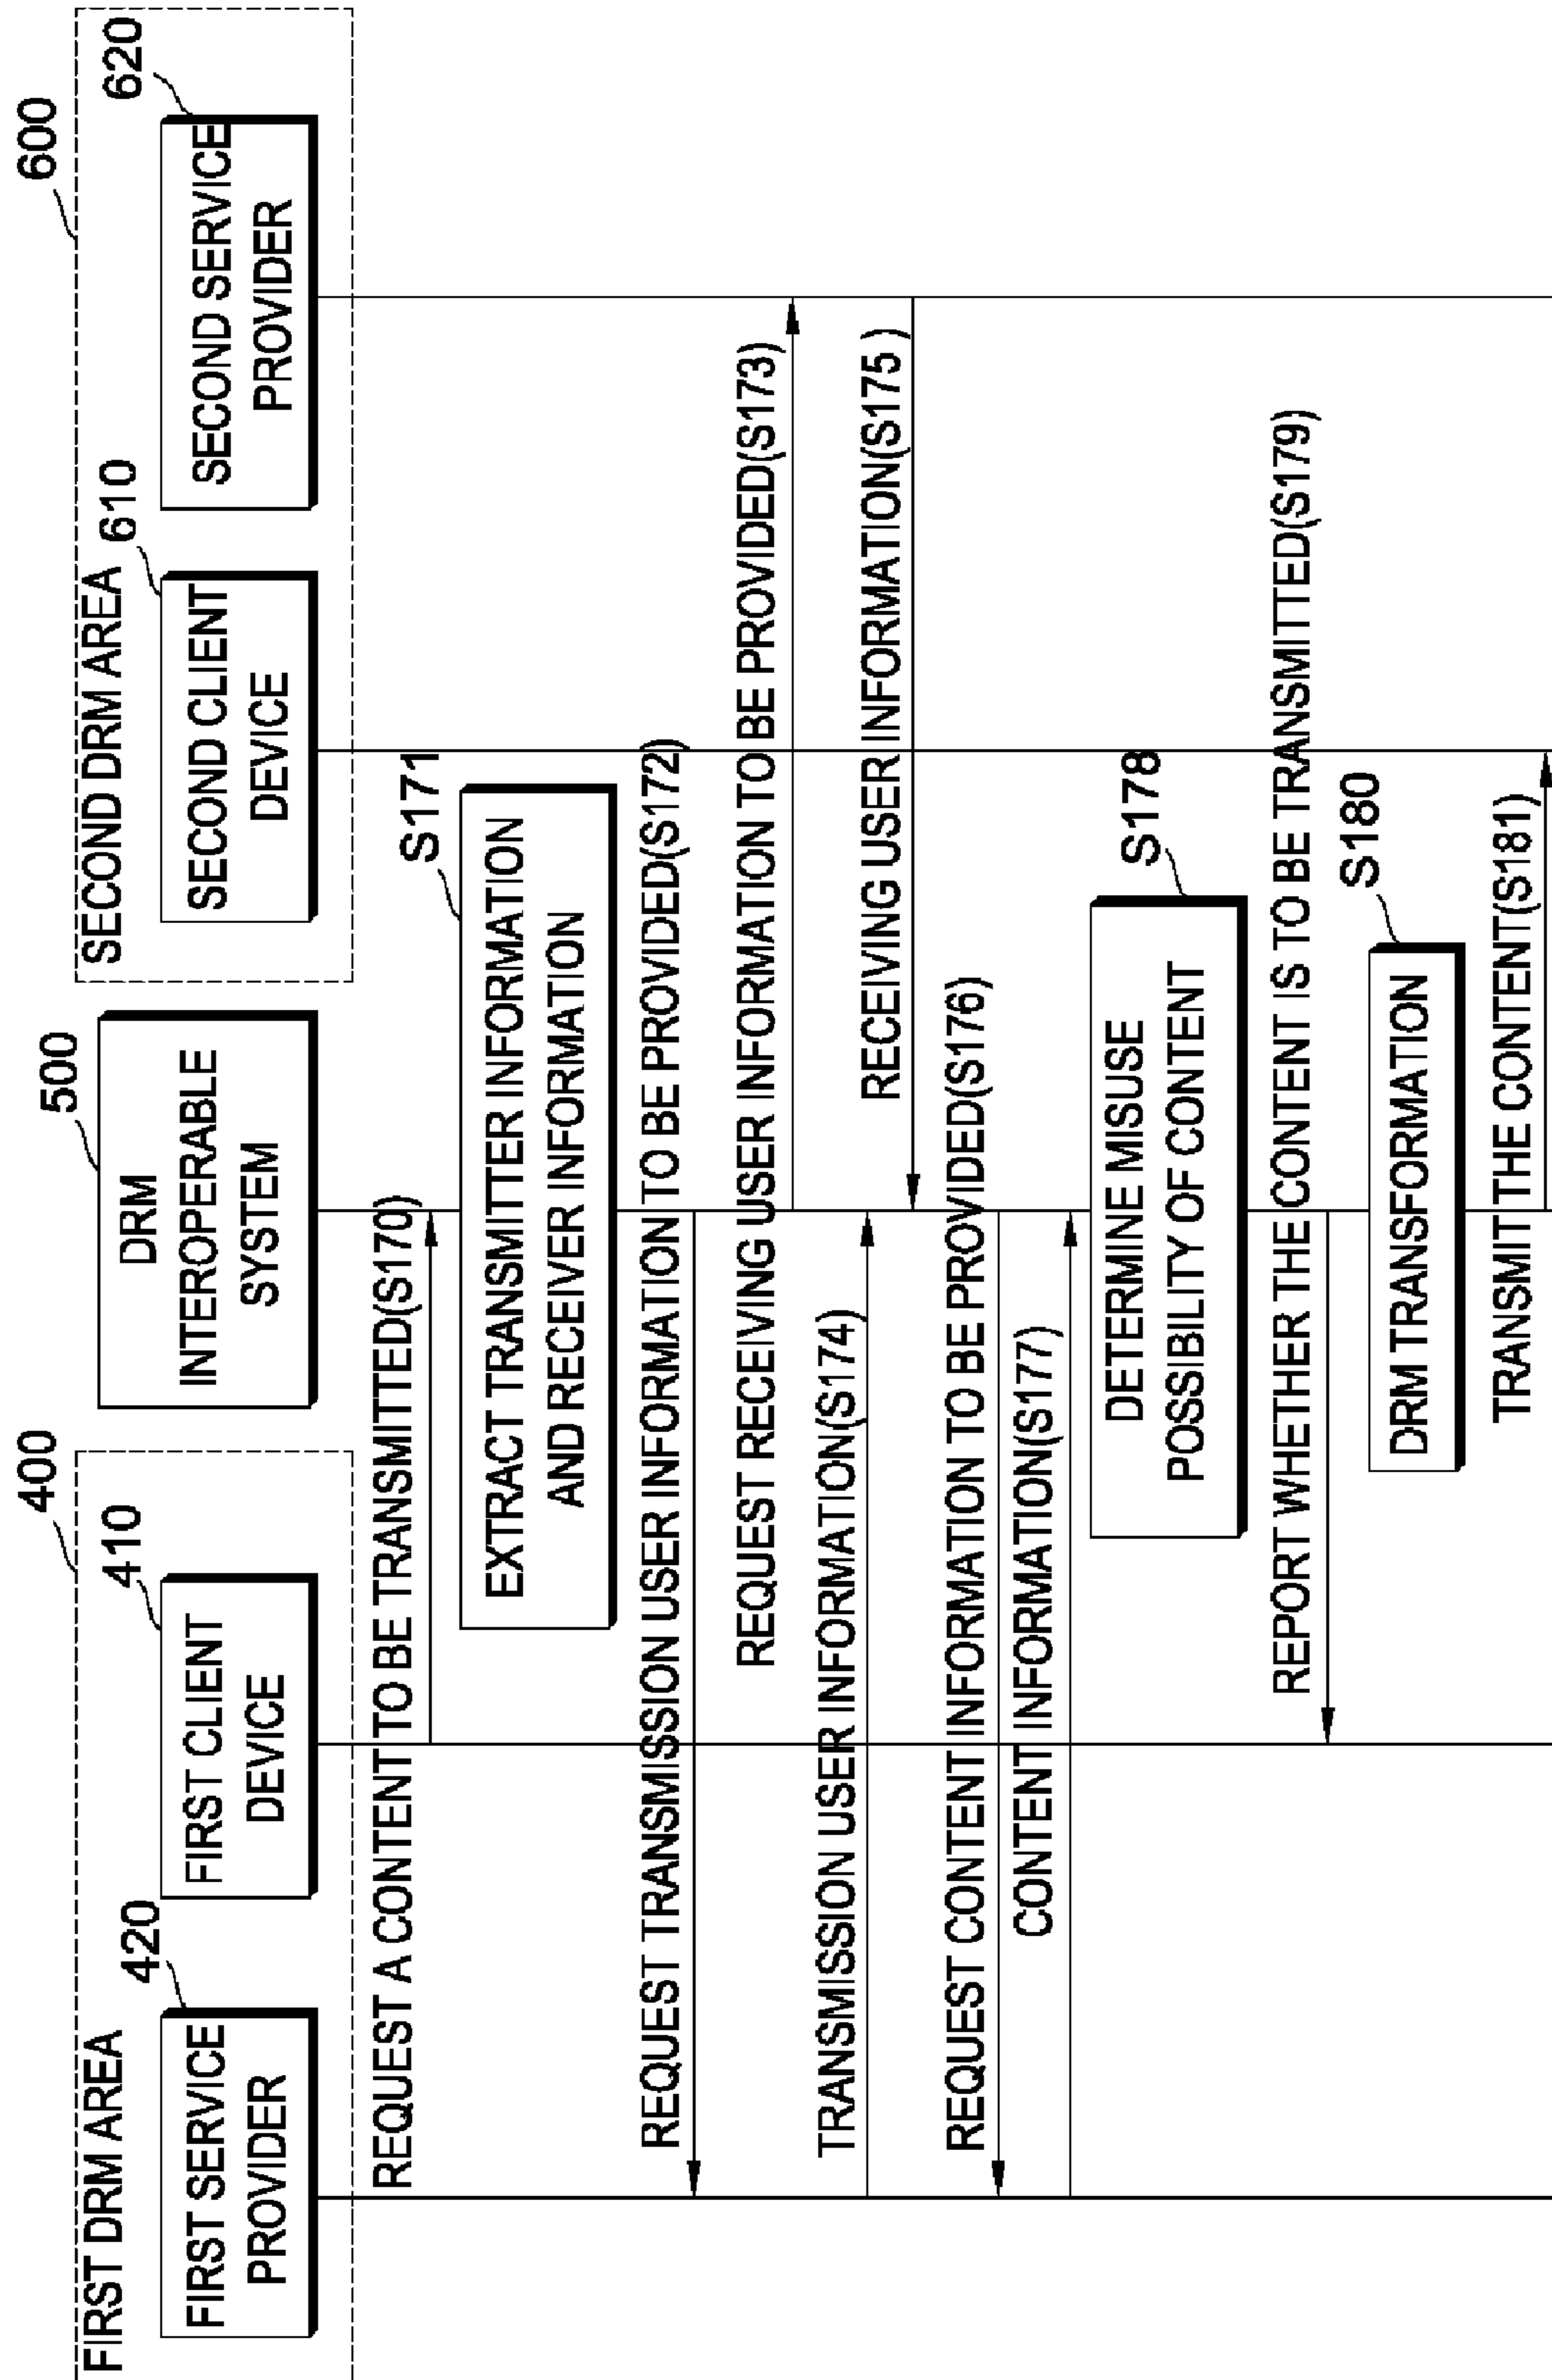 FIRST DRM AREA
400
420
FIRST SERVICE
PROVIDER
410
FIRST CLIENT
DEVICE
500
DRM
INTEROPERABLE
SYSTEM
600
SECOND DRM AREA
610
SECOND CLIENT
DEVICE
620
SECOND SERVICE
PROVIDER
REQUEST A CONTENT TO BE TRANSMITTED(S170)
S171
EXTRACT TRANSMITTER INFORMATION
AND RECEIVER INFORMATION
REQUEST TRANSMISSION USER INFORMATION TO BE PROVIDED(S172)
REQUEST RECEIVING USER INFORMATION TO BE PROVIDED(S173)
TRANSMISSION USER INFORMATION(S174)
RECEIVING USER INFORMATION(S175 )
REQUEST CONTENT INFORMATION TO BE PROVIDED(S176)
CONTENT INFORMATION(S177)
S178
DETERMINE MISUSE
POSSIBILITY OF CONTENT
REPORT WHETHER THE CONTENT IS TO BE TRANSMITTED(S179)
S180
DRM TRANSFORMATION
TRANSMIT THE CONTENT(S181)